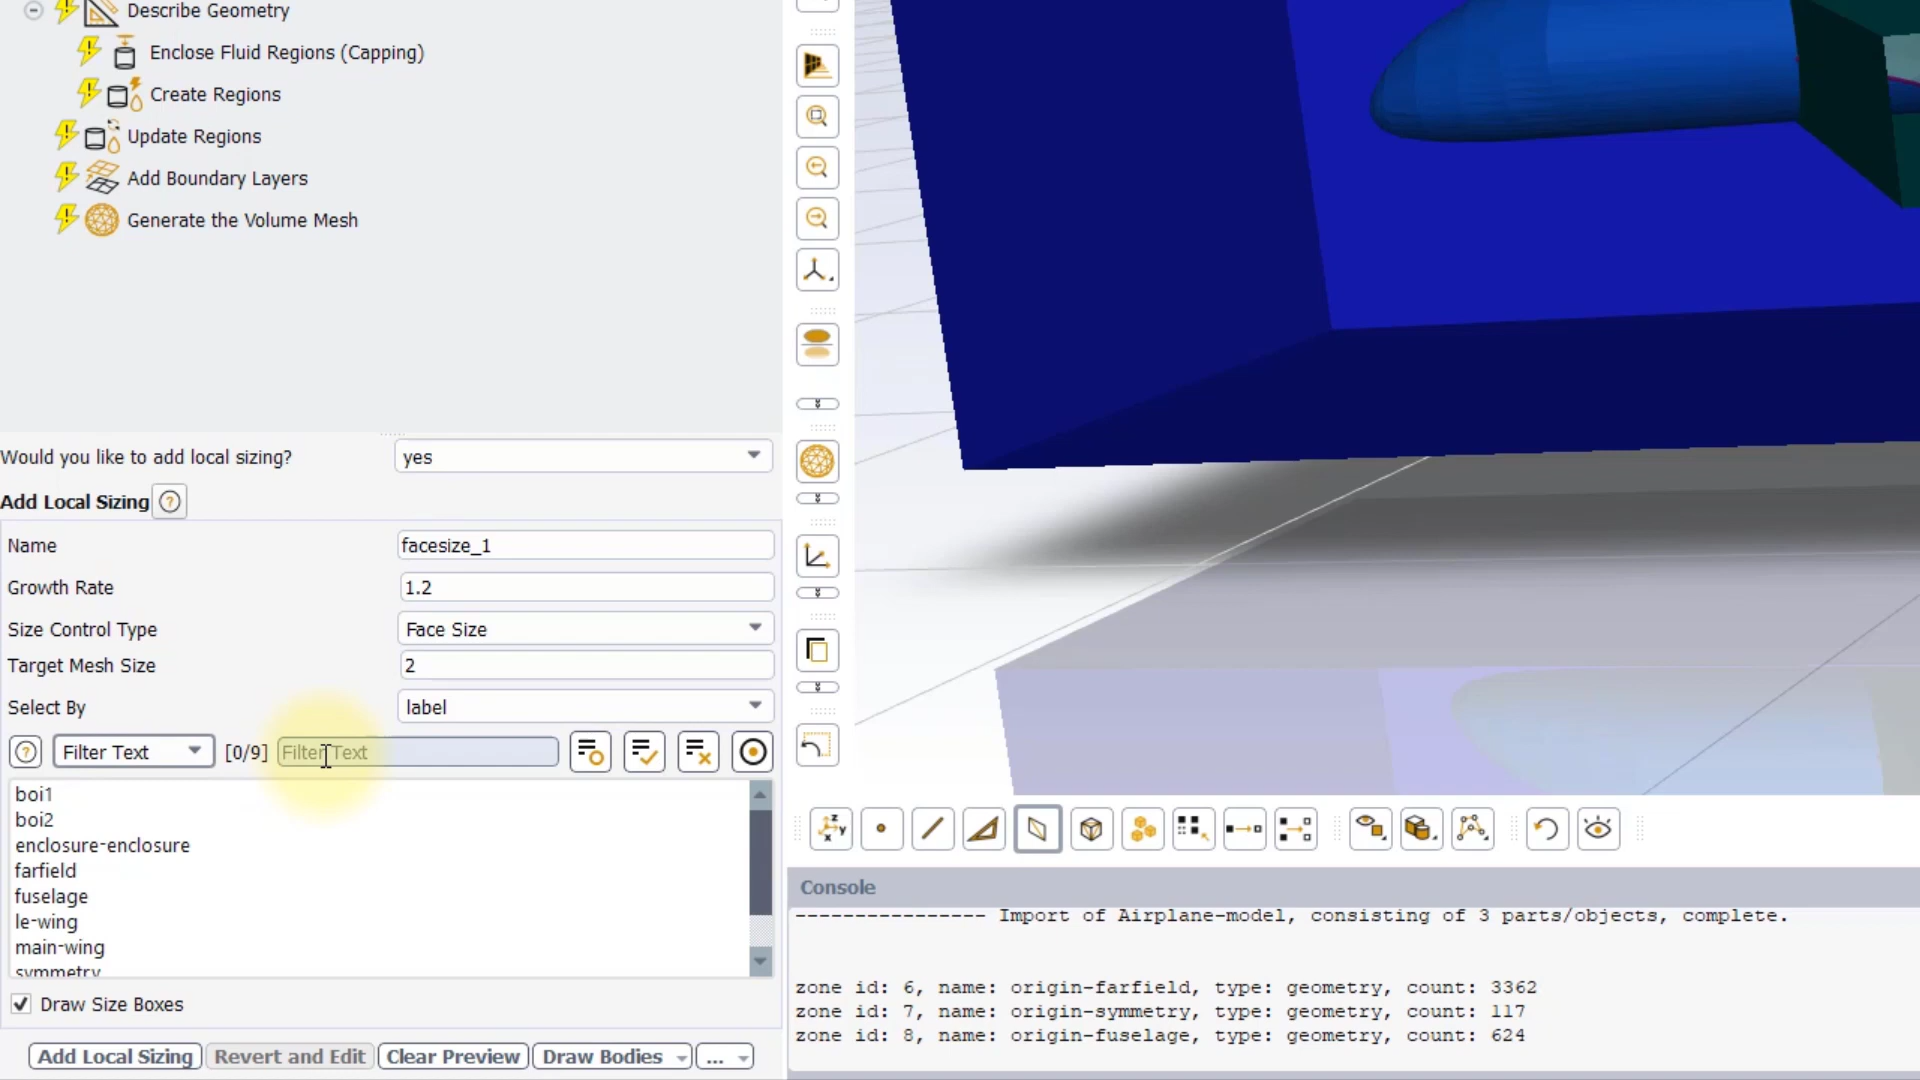 Describe Geometry
Enclose Fluid Regions (Capping)
Create Regions
Update Regions
Add Boundary Layers
Generate the Volume Mesh
Would you like to add local sizing? yes
Add Local Sizing
Name facesize_1
Growth Rate 1.2
Size Control Type Face Size
Target Mesh Size 2
Select By label
Filter Text [0/9] Filter Text
boi1
boi2
enclosure-enclosure
farfield
fuselage
le-wing
main-wing
symmetry
Draw Size Boxes
Add Local Sizing Revert and Edit Clear Preview Draw Bodies ...
z
y
x
Console
---------------- Import of Airplane-model, consisting of 3 parts/objects, complete.
zone id: 6, name: origin-farfield, type: geometry, count: 3362
zone id: 7, name: origin-symmetry, type: geometry, count: 117
zone id: 8, name: origin-fuselage, type: geometry, count: 624